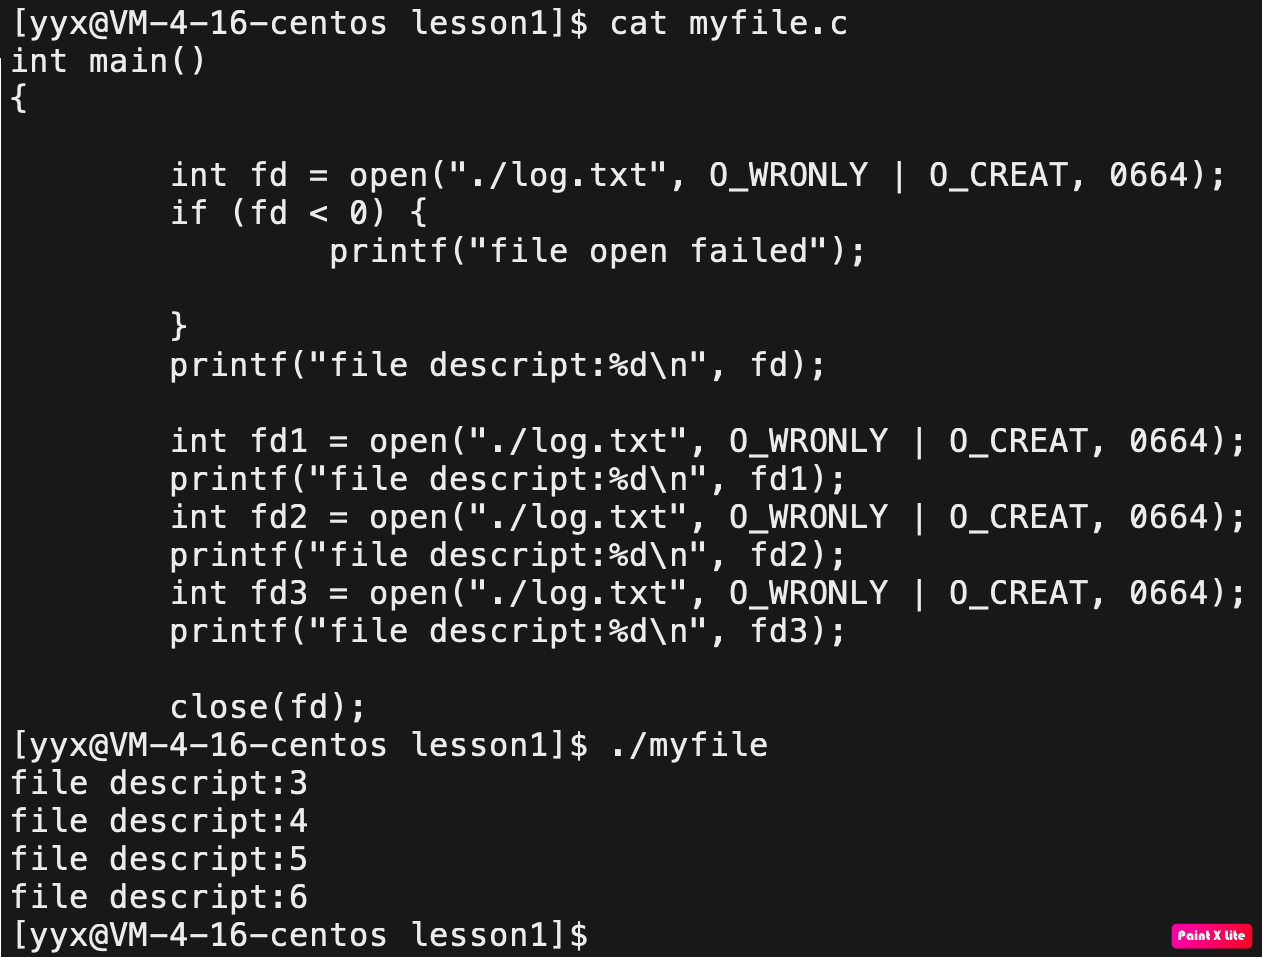 [yyx@VM-4-16-centos lesson1]$ cat myfile.c
int main()
{
int fd = open("./log.txt", O_WRONLY | O_CREAT, 0664);
if (fd < 0) {
printf("file open failed");
}
printf("file descript:%d\n", fd);
int fd1 = open("./log.txt", O_WRONLY | O_CREAT, 0664);
printf("file descript:%d\n", fd1);
int fd2 = open("./log.txt", O_WRONLY | O_CREAT, 0664);
printf("file descript:%d\n", fd2);
int fd3 = open("./log.txt", O_WRONLY | O_CREAT, 0664);
printf("file descript:%d\n", fd3);
close(fd);
[yyx@VM-4-16-centos lesson1]$ ./myfile
file descript:3
file descript:4
file descript:5
file descript:6
[yyx@VM-4-16-centos lesson1]$
Paint X Lite